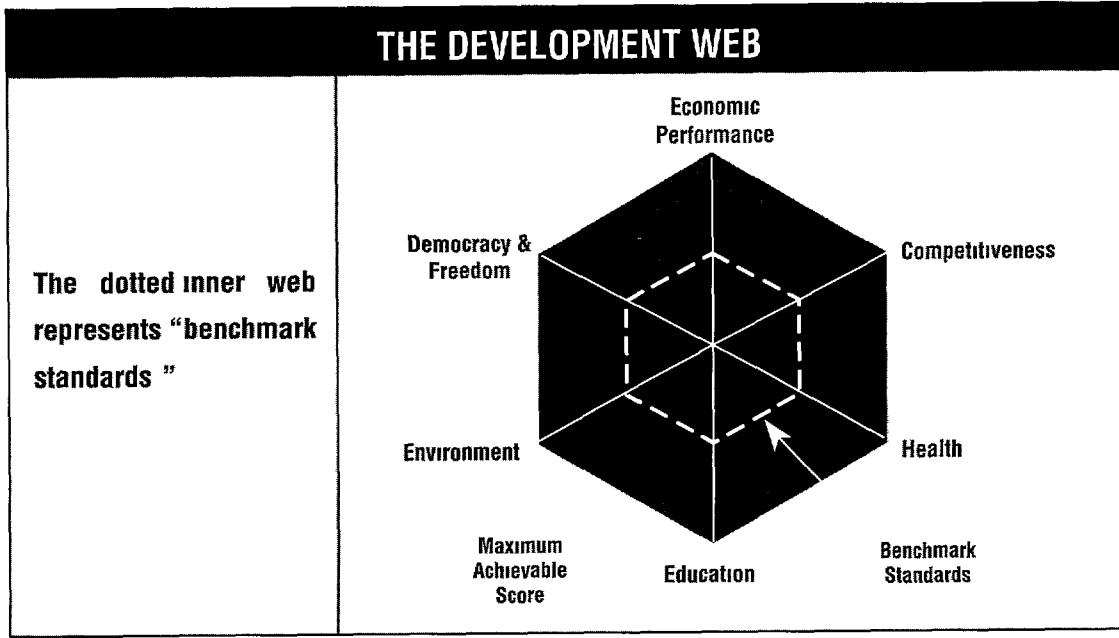 THE DEVELOPMENT WEB
The dotted inner web
represents “benchmark
standards ”
Economic
Performance
Democracy &
Freedom
Competitiveness
Environment
Health
Maximum
Achievable
Score
Education
Benchmark
Standards